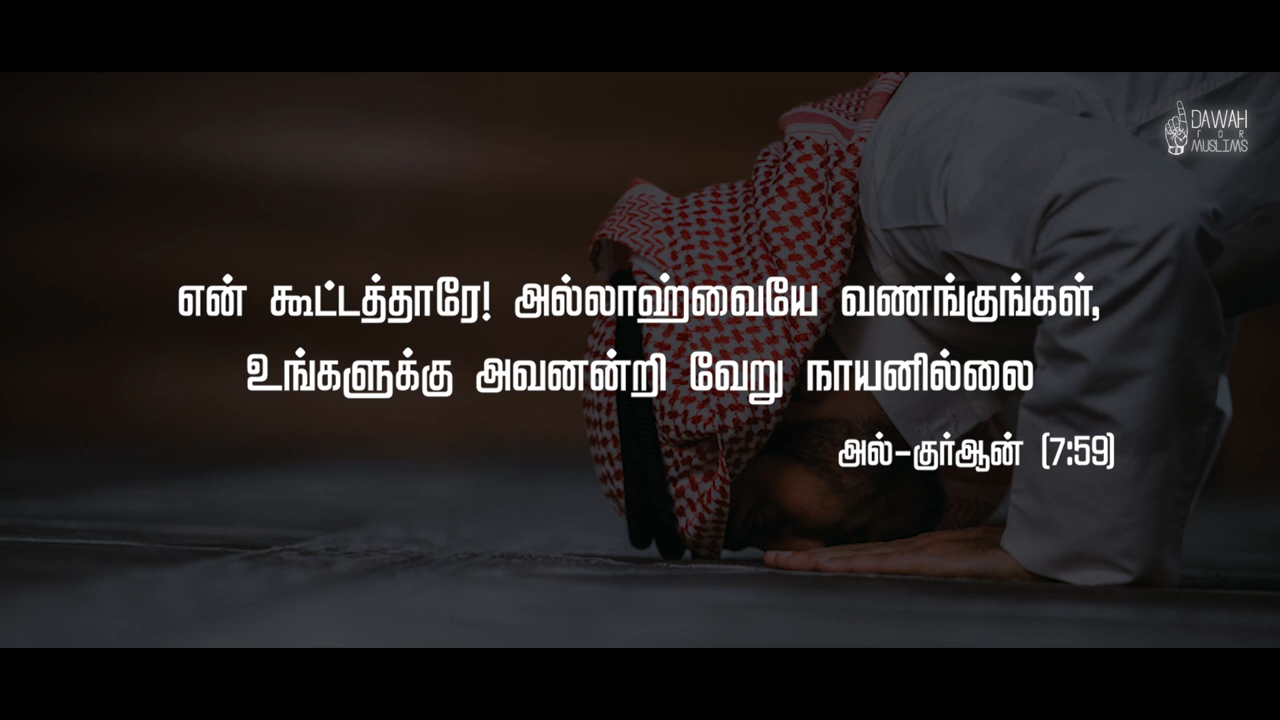 DAWAH
FOR
MUSLIMS
என் கூட்டத்தாரே! அல்லாஹ்வையே வணங்குங்கள்,
உங்களுக்கு அவனன்றி வேறு நாயனில்லை
அல்-குர்ஆன் (7:59)